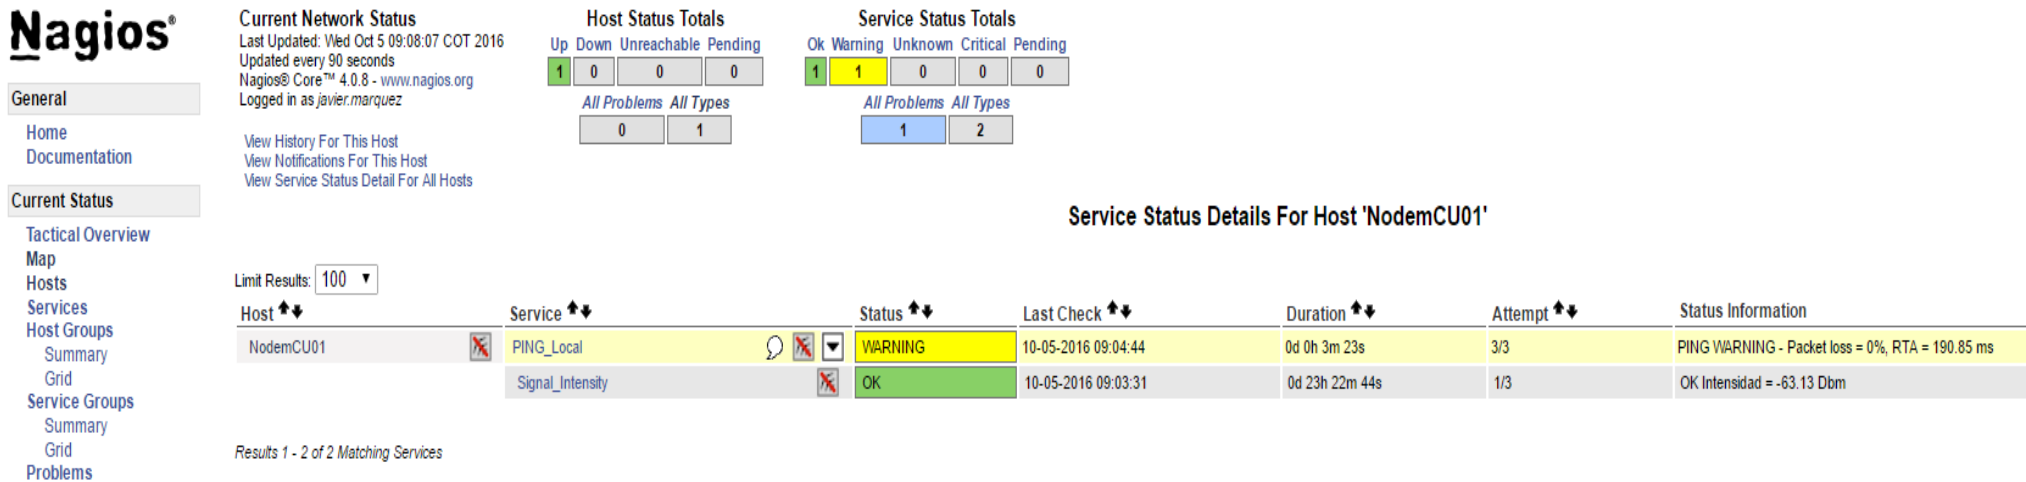 Nagios®
General
Home
Documentation
Current Status
Tactical Overview
Map
Hosts
Services
Host Groups
Summary
Grid
Service Groups
Summary
Grid
Problems
Current Network Status
Last Updated: Wed Oct 5 09:08:07 COT 2016
Updated every 90 seconds
Nagios® Core™ 4.0.8 - www.nagios.org
Logged in as javier.marquez
View History For This Host
View Notifications For This Host
View Service Status Detail For All Hosts
Host Status Totals
Up Down Unreachable Pending
1 0 0 0
All Problems All Types
0 1
Service Status Totals
Ok Warning Unknown Critical Pending
1 1 0 0 0
All Problems All Types
1 2
Service Status Details For Host 'NodemCU01'
Limit Results: 100
Host Service Status Last Check Duration Attempt Status Information
NodemCU01 PING_Local WARNING 10-05-2016 09:04:44 0d 0h 3m 23s 3/3 PING WARNING - Packet loss = 0%, RTA = 190.85 ms
Signal_Intensity OK 10-05-2016 09:03:31 0d 23h 22m 44s 1/3 OK Intensidad = -63.13 Dbm
Results 1 - 2 of 2 Matching Services